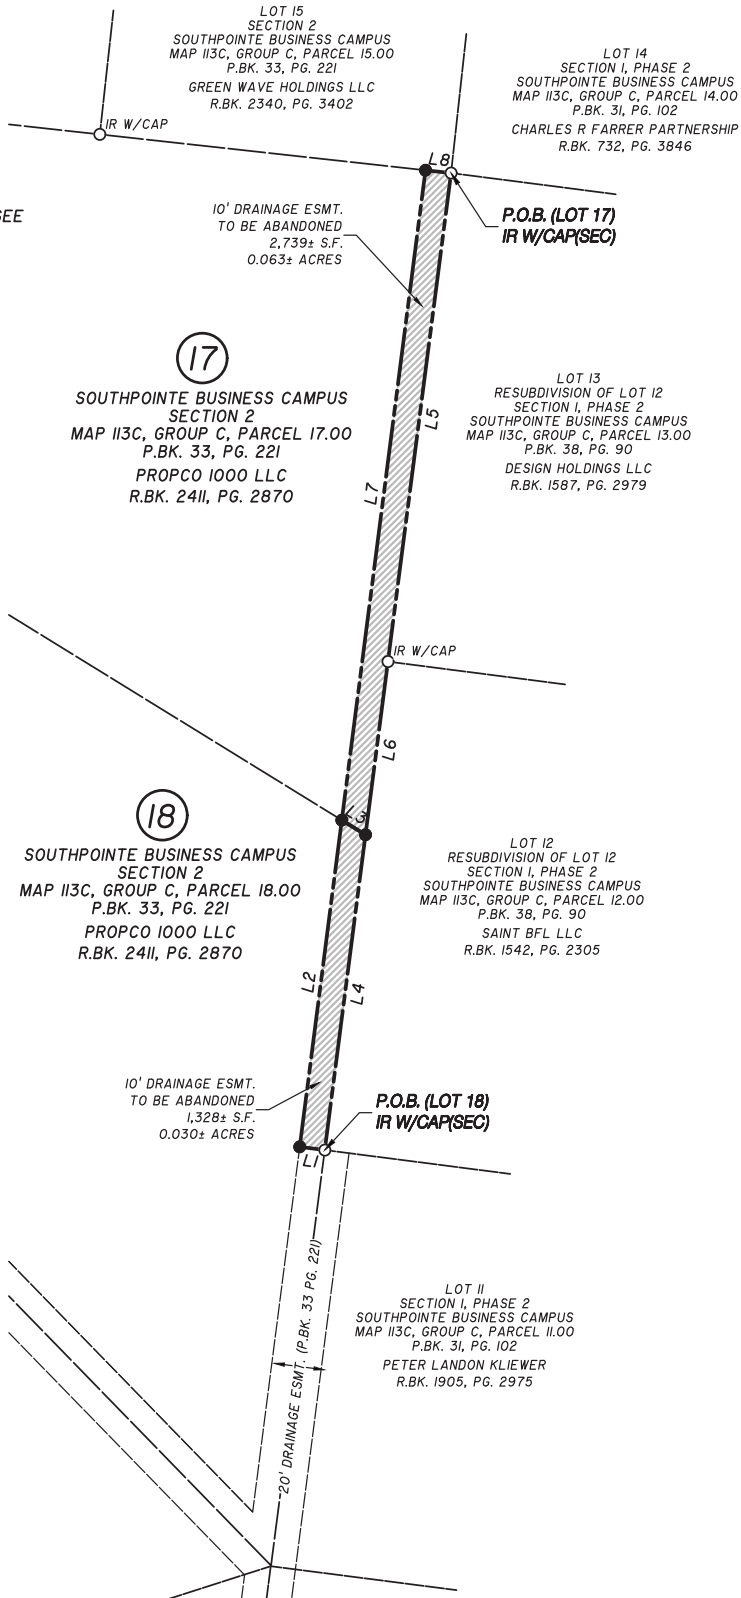 LOT 15
SECTION 2
SOUTHPOINTE BUSINESS CAMPUS
MAP 113C, GROUP C, PARCEL 15.00
P.BK. 33, PG. 221
GREEN WAVE HOLDINGS LLC
R.BK. 2340, PG. 3402
LOT 14
SECTION 1, PHASE 2
SOUTHPOINTE BUSINESS CAMPUS
MAP 113C, GROUP C, PARCEL 14.00
P.BK. 31, PG. 102
CHARLES R FARRER PARTNERSHIP
R.BK. 732, PG. 3846
IR W/CAP
L8
SEE
10' DRAINAGE ESMT.
TO BE ABANDONED
2,739± S.F.
0.063± ACRES
P.O.B. (LOT 17)
IR W/CAP(SEC)
17
SOUTHPOINTE BUSINESS CAMPUS
SECTION 2
MAP 113C, GROUP C, PARCEL 17.00
P.BK. 33, PG. 221
PROPCO 1000 LLC
R.BK. 2411, PG. 2870
L5
L7
LOT 13
RESUBDIVISION OF LOT 12
SECTION 1, PHASE 2
SOUTHPOINTE BUSINESS CAMPUS
MAP 113C, GROUP C, PARCEL 13.00
P.BK. 38, PG. 90
DESIGN HOLDINGS LLC
R.BK. 1587, PG. 2979
IR W/CAP
L6
L3
18
SOUTHPOINTE BUSINESS CAMPUS
SECTION 2
MAP 113C, GROUP C, PARCEL 18.00
P.BK. 33, PG. 221
PROPCO 1000 LLC
R.BK. 2411, PG. 2870
LOT 12
RESUBDIVISION OF LOT 12
SECTION 1, PHASE 2
SOUTHPOINTE BUSINESS CAMPUS
MAP 113C, GROUP C, PARCEL 12.00
P.BK. 38, PG. 90
SAINT BFL LLC
R.BK. 1542, PG. 2305
L2
L4
10' DRAINAGE ESMT.
TO BE ABANDONED
1,328± S.F.
0.030± ACRES
P.O.B. (LOT 18)
IR W/CAP(SEC)
L1
20' DRAINAGE ESMT. (P.BK. 33 PG. 221)
LOT 11
SECTION 1, PHASE 2
SOUTHPOINTE BUSINESS CAMPUS
MAP 113C, GROUP C, PARCEL 11.00
P.BK. 31, PG. 102
PETER LANDON KLIEWER
R.BK. 1905, PG. 2975